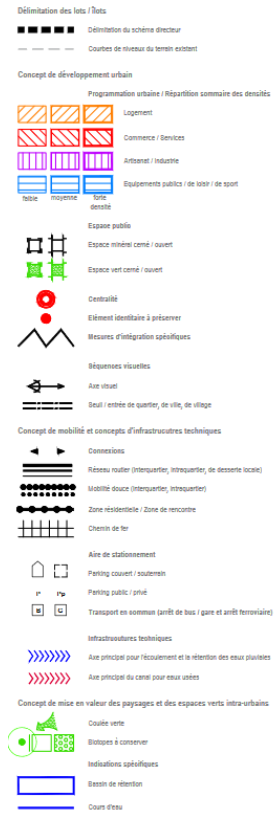 Délimitation des lots / îlots
Délimitation du schéma directeur
Courbes de niveaux du terrain existant
Concept de développement urbain
Programmation urbaine / Répartition sommaire des densités
Logement
Commerce / Services
Artisanat / Industrie
Equipements publics / de loisir / de sport
faible moyenne forte
densité
Espace public
Espace minéral cerné / ouvert
Espace vert cerné / ouvert
Centralité
Elément identitaire à préserver
Mesures d'intégration spéifiques
Séquences visuelles
Axe visuel
Seuil / entrée de quartier, de ville, de village
Concept de mobilité et concepts d'infrastrucutres techniques
Connexions
Réseau routier (interquartier, intraquartier, de desserte locale)
Mobilité douce (interquartier, intraquartier)
Zone résidentielle / Zone de rencontre
Chemin de fer
Aire de stationnement
Parking couvert / souterrain
P Pp Parking public / privé
B G Transport en commun (arrêt de bus / gare et arrêt ferroviaire)
Infrastructures techniques
Axe principal pour l'écoulement et la rétention des eaux pluviales
Axe principal du canal pour eaux usées
Concept de mise en valeur des paysages et des espaces verts intra-urbains
Coulée verte
Biotopes à conserver
Indications spécifiques
Bassin de rétention
Cours d'eau